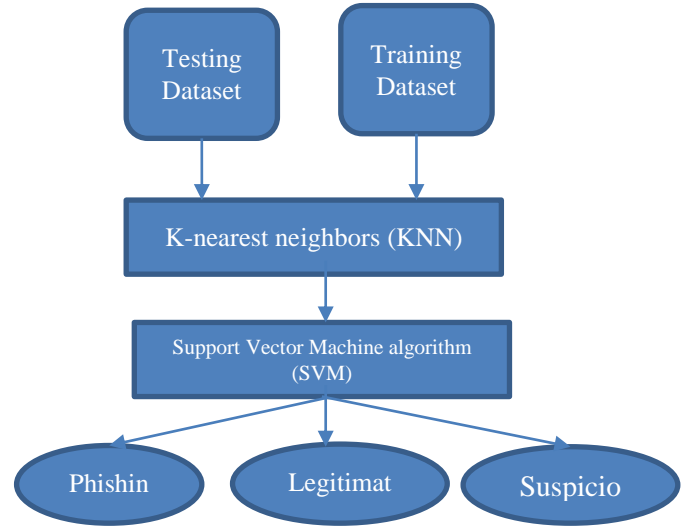 Testing
Dataset
Training
Dataset
K-nearest neighbors (KNN)
Support Vector Machine algorithm
(SVM)
Phishin
Legitimat
Suspicio